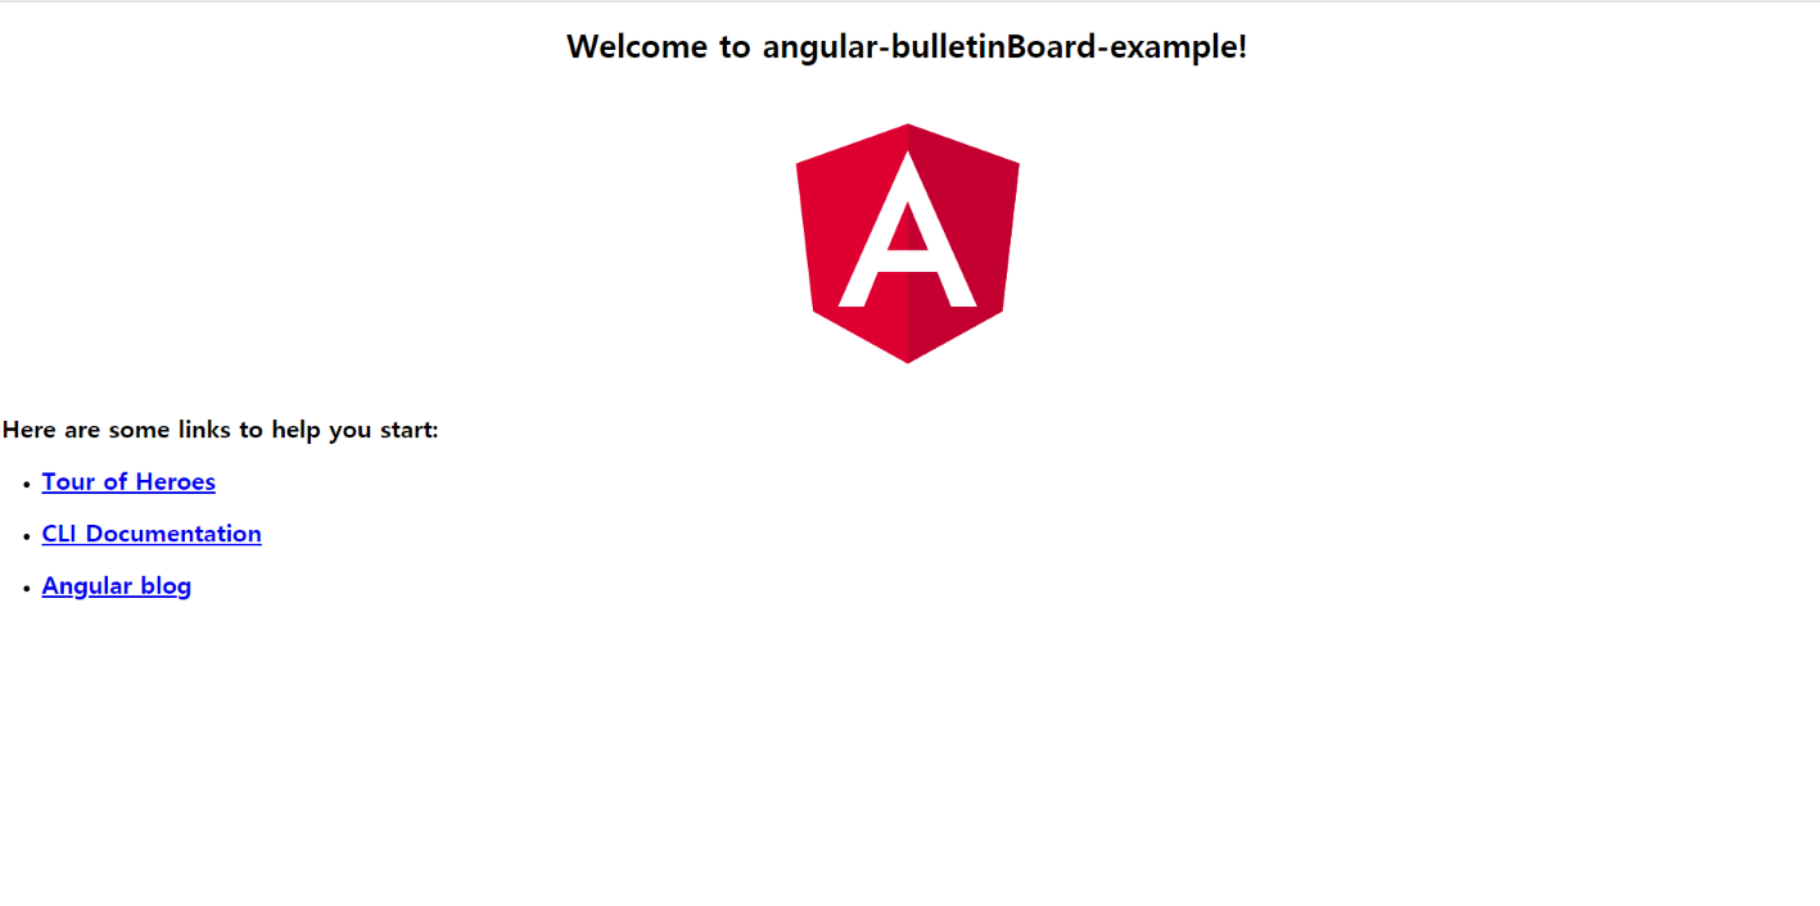 Welcome to angular-bulletinBoard-example!
A
Here are some links to help you start:
Tour of Heroes
CLI Documentation
Angular blog